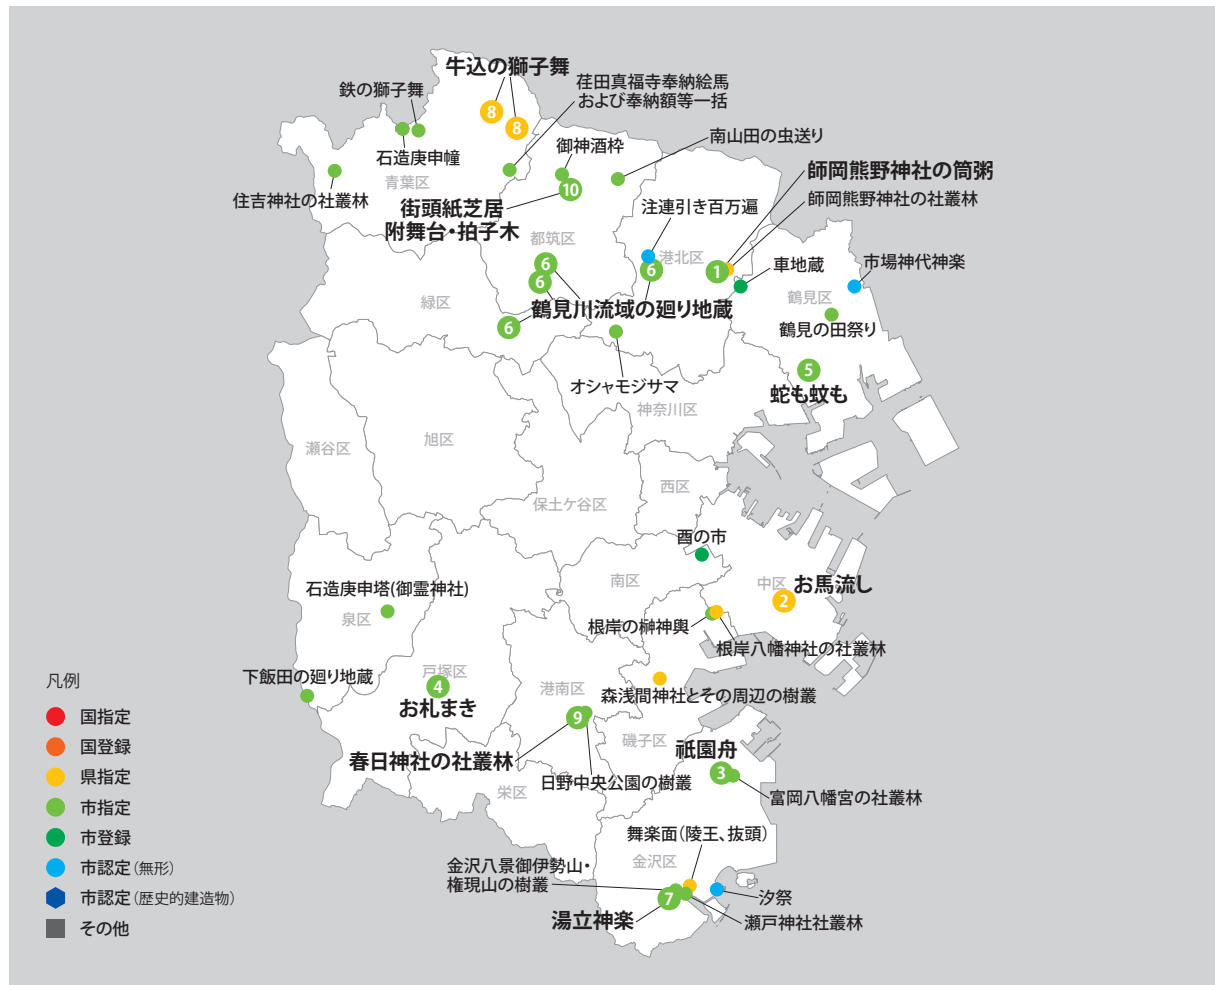 牛込の獅子舞
鉄の獅子舞
荏田真福寺奉納絵馬
および奉納額等一括
8
8
石造庚申幢
御神酒枠
南山田の虫送り
師岡熊野神社の筒粥
青葉区
住吉神社の社叢林
10
師岡熊野神社の社叢林
街頭紙芝居
附舞台・拍子木
注連引き百万遍
都筑区
港北区
6
6
6
1
車地蔵
市場神代神楽
鶴見区
緑区
鶴見川流域の廻り地蔵
6
鶴見の田祭り
オシャモジサマ
5
蛇も蚊も
神奈川区
瀬谷区
旭区
西区
保土ケ谷区
酉の市
南区
中区
お馬流し
2
石造庚申塔(御霊神社)
泉区
根岸の榊神輿
根岸八幡神社の社叢林
下飯田の廻り地蔵
戸塚区
4
お札まき
港南区
森浅間神社とその周辺の樹叢
9
磯子区
祇園舟
春日神社の社叢林
3
日野中央公園の樹叢
栄区
富岡八幡宮の社叢林
舞楽面(陵王、抜頭)
金沢区
金沢八景御伊勢山・
権現山の樹叢
7
汐祭
湯立神楽
瀬戸神社社叢林
凡例
国指定
国登録
県指定
市指定
市登録
市認定(無形)
市認定(歴史的建造物)
その他